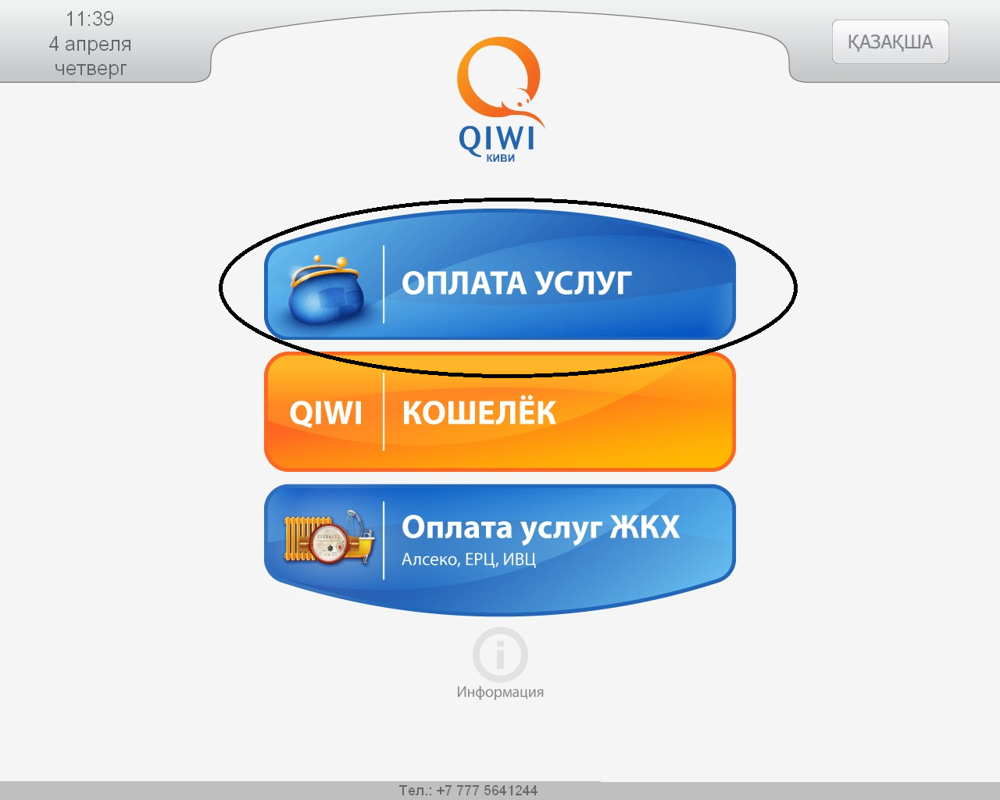 11:39
4 апреля
четверг
ҚАЗАҚША
QIWI
киви
ОПЛАТА УСЛУГ
QIWI
КОШЕЛЁК
Оплата услуг ЖКХ
Алсеко, ЕРЦ, ИВЦ
Информация
Тел.: +7 777 5641244